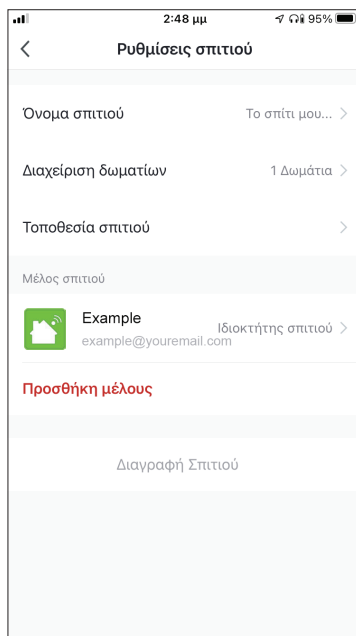 2:48 μμ 95%
Ρυθμίσεις σπιτιού
Όνομα σπιτιού Το σπίτι μου...
Διαχείριση δωματίων 1 Δωμάτια
Τοποθεσία σπιτιού
Μέλος σπιτιού
Example Ιδιοκτήτης σπιτιού
example@youremail.com
Προσθήκη μέλους
Διαγραφή Σπιτιού